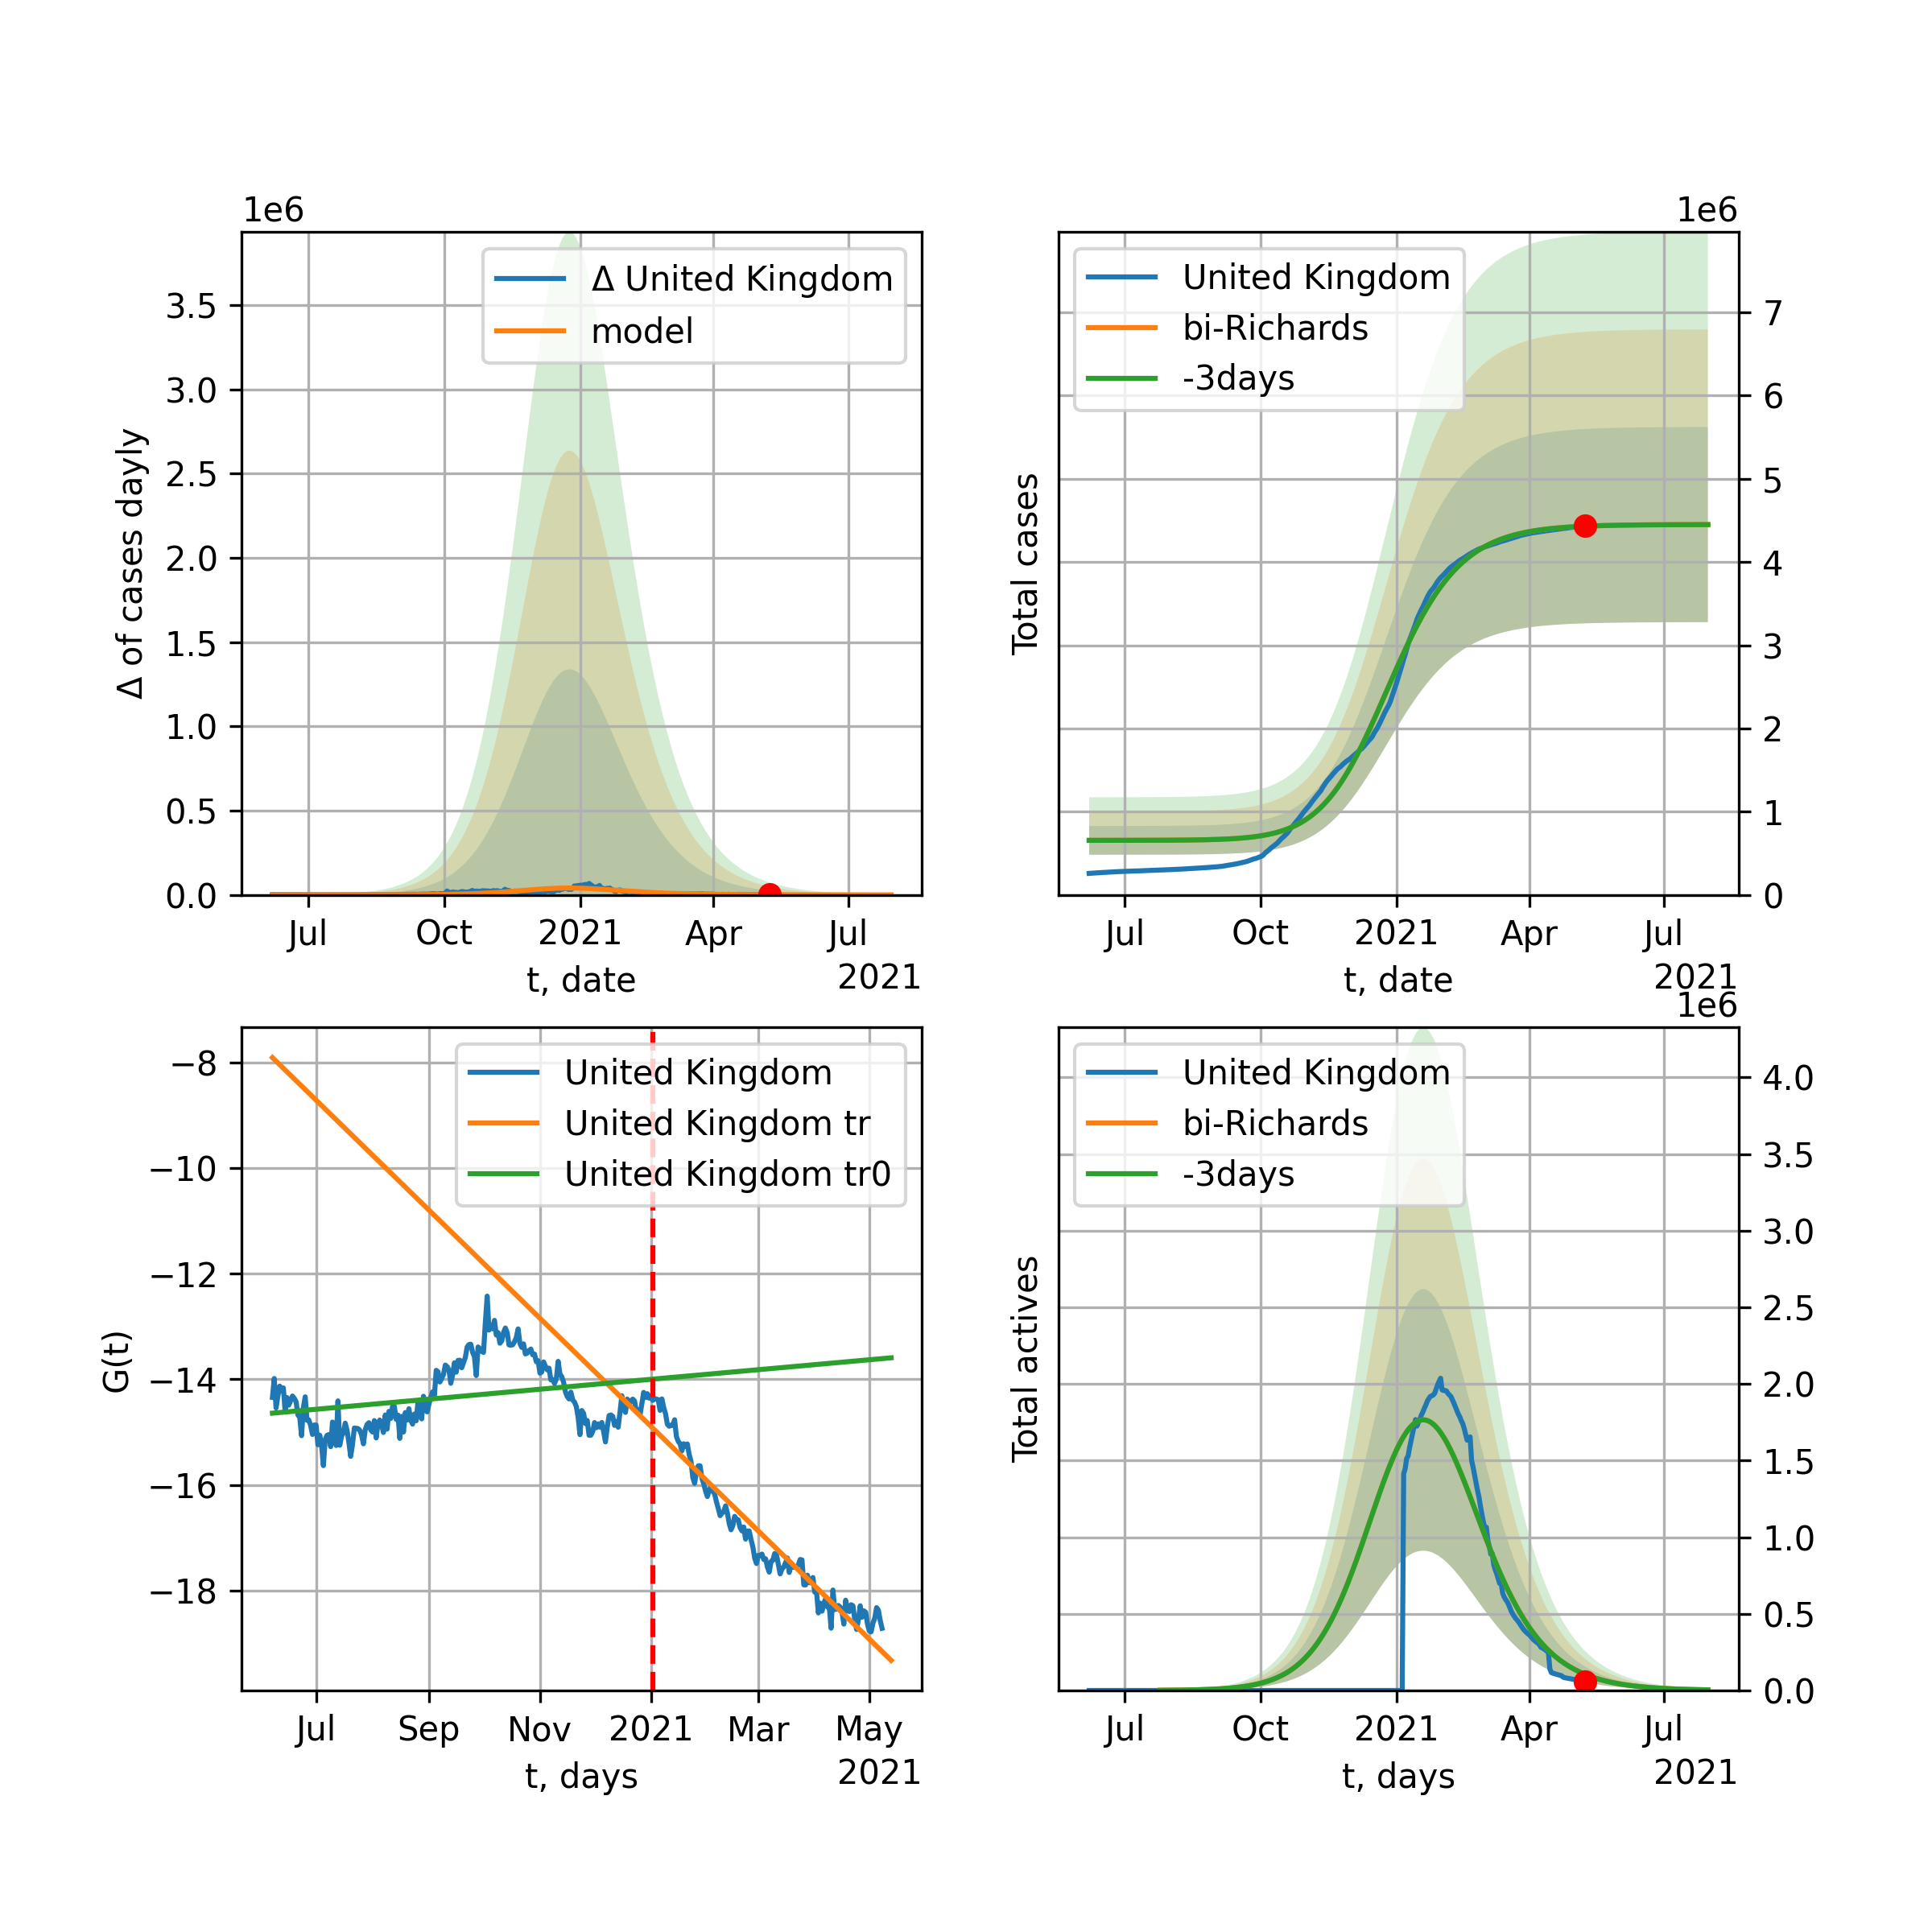 1e6
Δ United Kingdom
model
3.5
3.0
2.5
2.0
1.5
1.0
0.5
0.0
Δ of cases dayly
Jul Oct 2021 Apr Jul
t, date
2021
1e6
United Kingdom
bi-Richards
-3days
7
6
5
4
3
2
1
0
Total cases
Jul Oct 2021 Apr Jul
t, date
2021
United Kingdom
United Kingdom tr
United Kingdom tr0
−8
−10
−12
−14
−16
−18
G(t)
Jul Sep Nov 2021 Mar May
t, days
2021
1e6
United Kingdom
bi-Richards
-3days
4.0
3.5
3.0
2.5
2.0
1.5
1.0
0.5
0.0
Total actives
Jul Oct 2021 Apr Jul
t, days
2021